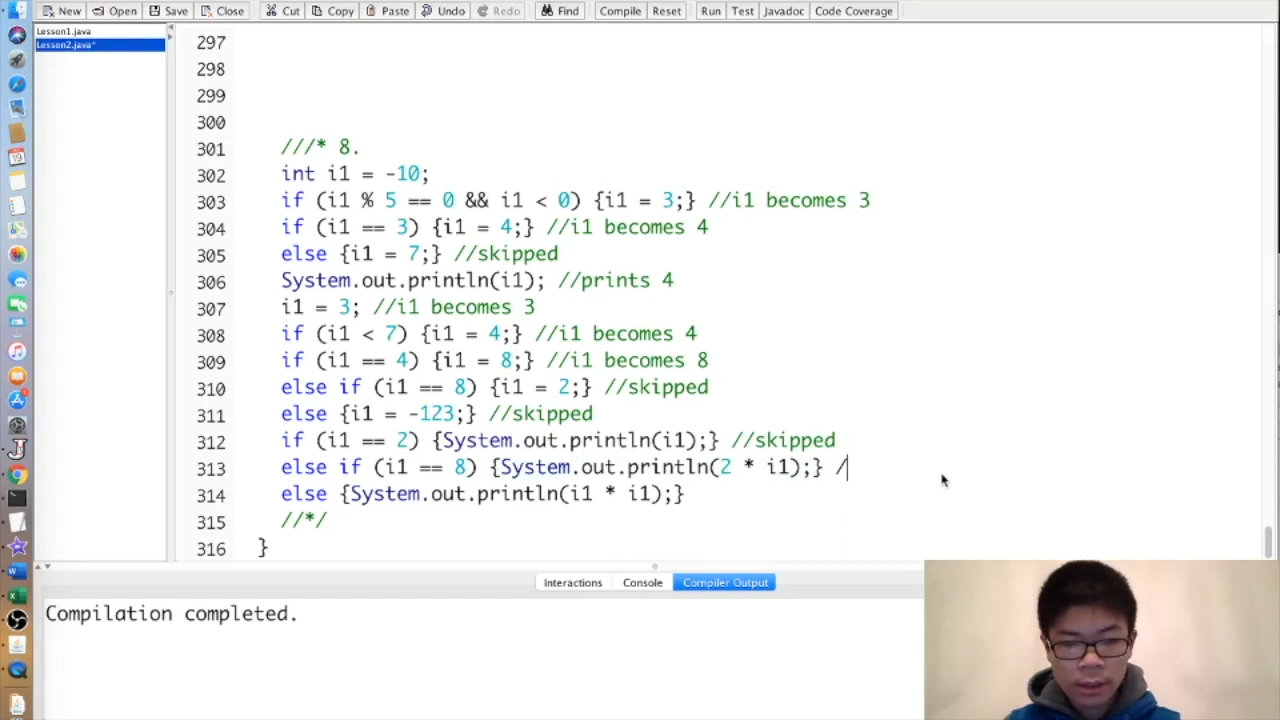 New Open Save Close Cut Copy Paste Undo Redo Find Compile Reset Run Test Javadoc Code Coverage
Lesson1.java
Lesson2.java*
297
298
299
300
301 ///* 8.
302 int i1 = -10;
303 if (i1 % 5 == 0 && i1 < 0) {i1 = 3;} //i1 becomes 3
304 if (i1 == 3) {i1 = 4;} //i1 becomes 4
305 else {i1 = 7;} //skipped
306 System.out.println(i1); //prints 4
307 i1 = 3; //i1 becomes 3
308 if (i1 < 7) {i1 = 4;} //i1 becomes 4
309 if (i1 == 4) {i1 = 8;} //i1 becomes 8
310 else if (i1 == 8) {i1 = 2;} //skipped
311 else {i1 = -123;} //skipped
312 if (i1 == 2) {System.out.println(i1);} //skipped
313 else if (i1 == 8) {System.out.println(2 * i1);} /
314 else {System.out.println(i1 * i1);}
315 //*/
316 }
Interactions Console Compiler Output
Compilation completed.